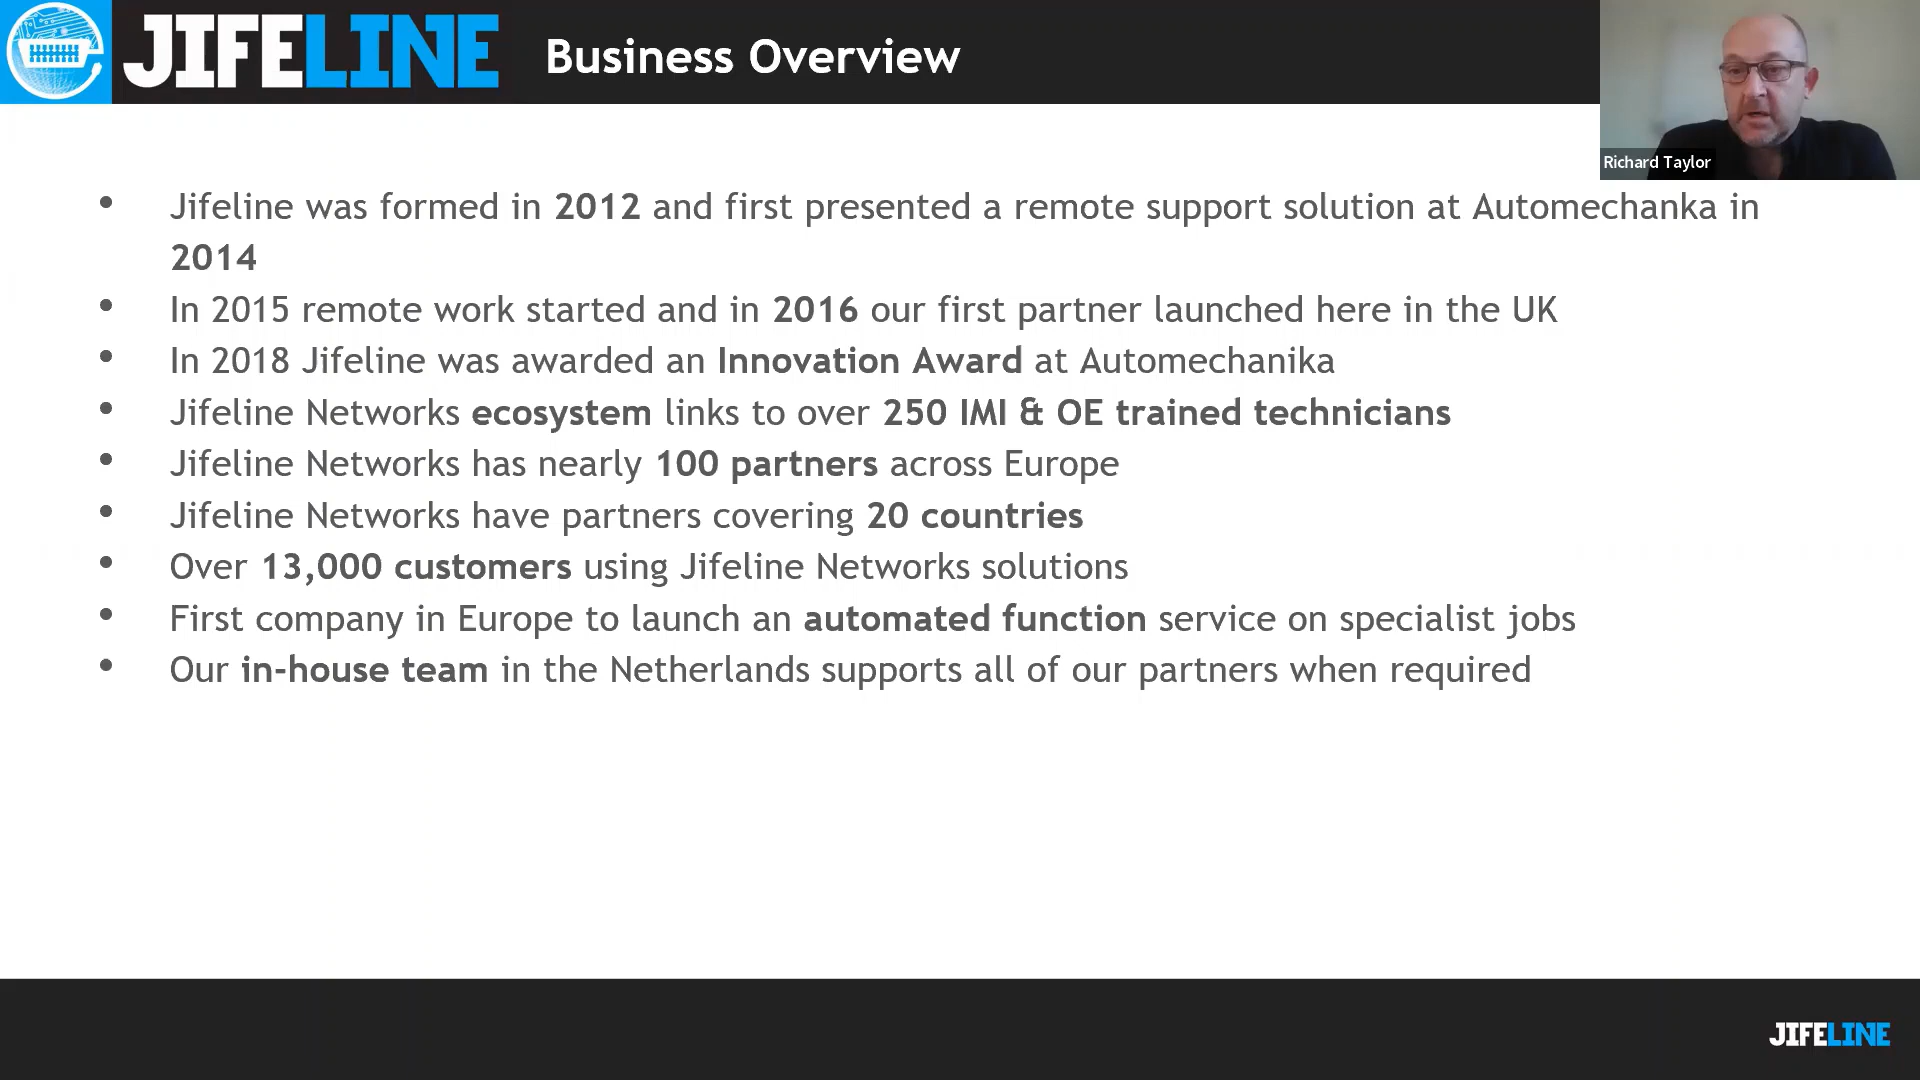 JIFELINE Business Overview
Richard Taylor
• Jifeline was formed in 2012 and first presented a remote support solution at Automechanka in
2014
• In 2015 remote work started and in 2016 our first partner launched here in the UK
• In 2018 Jifeline was awarded an Innovation Award at Automechanika
• Jifeline Networks ecosystem links to over 250 IMI & OE trained technicians
• Jifeline Networks has nearly 100 partners across Europe
• Jifeline Networks have partners covering 20 countries
• Over 13,000 customers using Jifeline Networks solutions
• First company in Europe to launch an automated function service on specialist jobs
• Our in-house team in the Netherlands supports all of our partners when required
JIFELINE